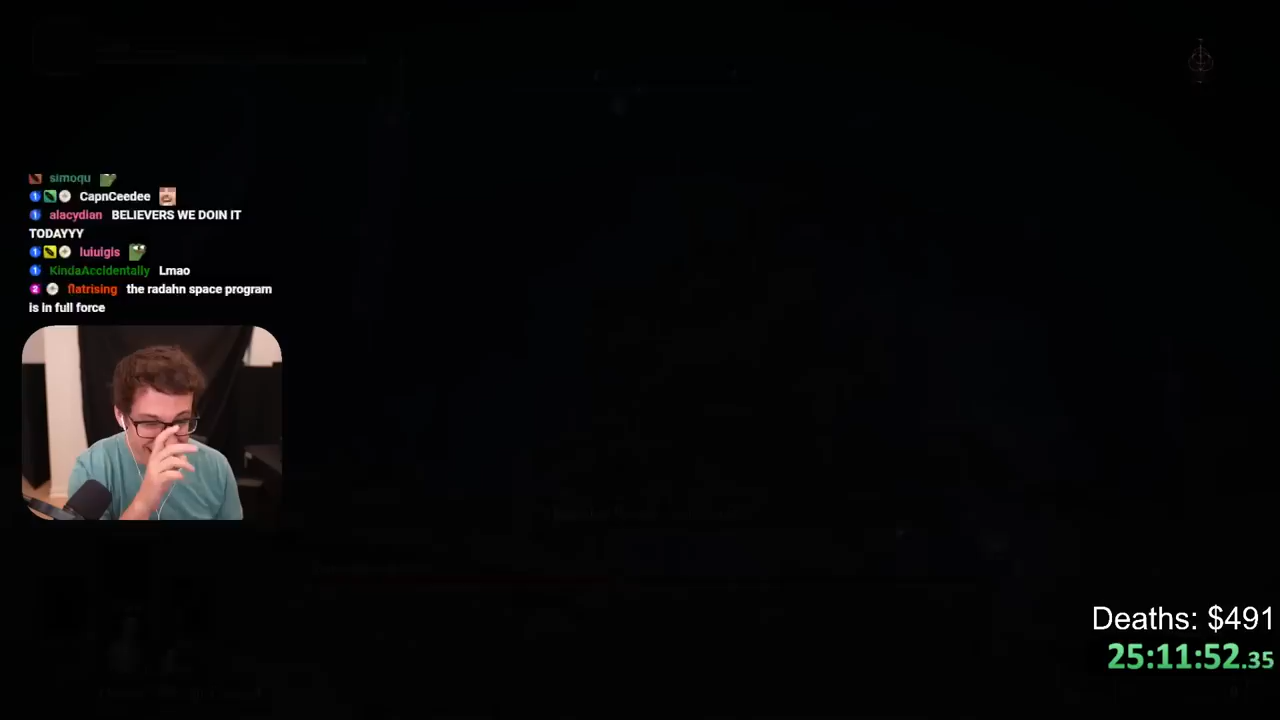 simoqu
CapnCeedee
alacydian BELIEVERS WE DOIN IT
TODAYYY
luiuigis
KindaAccidentally Lmao
flatrising the radahn space program
is in full force
Deaths: $491
25:11:52.35